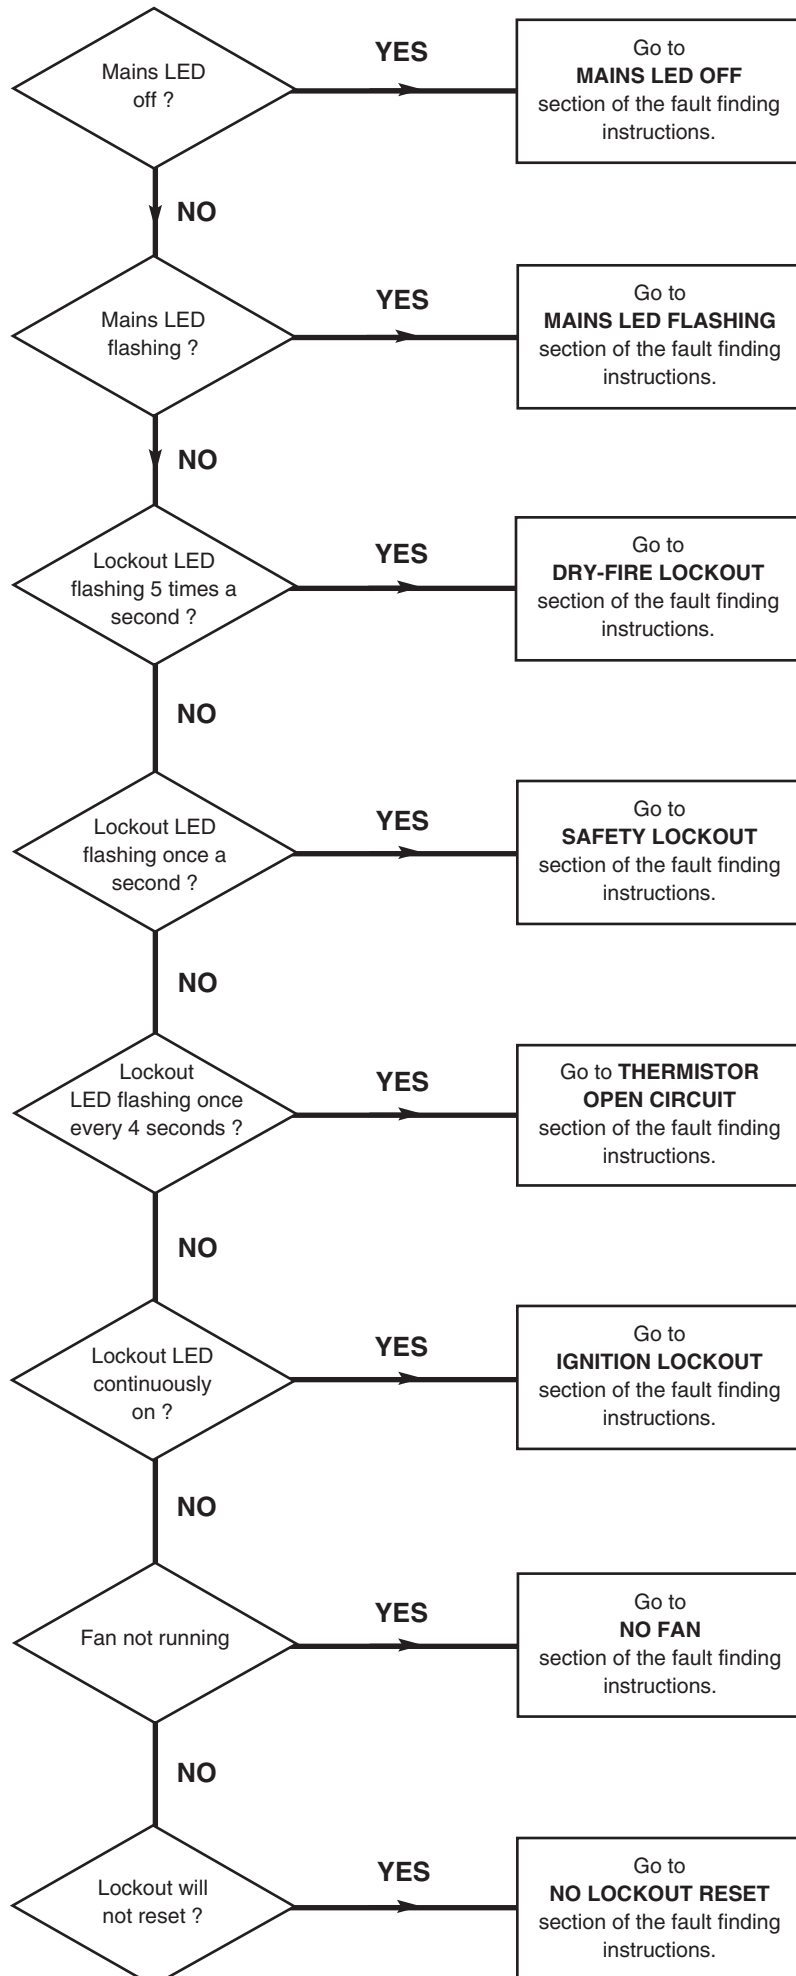 Mains LED
off ?
YES
Go to
MAINS LED OFF
section of the fault finding
instructions.
NO
Mains LED
flashing ?
YES
Go to
MAINS LED FLASHING
section of the fault finding
instructions.
NO
Lockout LED
flashing 5 times a
second ?
YES
Go to
DRY-FIRE LOCKOUT
section of the fault finding
instructions.
NO
Lockout LED
flashing once a
second ?
YES
Go to
SAFETY LOCKOUT
section of the fault finding
instructions.
NO
Lockout
LED flashing once
every 4 seconds ?
YES
Go to THERMISTOR
OPEN CIRCUIT
section of the fault finding
instructions.
NO
Lockout LED
continuously
on ?
YES
Go to
IGNITION LOCKOUT
section of the fault finding
instructions.
NO
Fan not running
YES
Go to
NO FAN
section of the fault finding
instructions.
NO
Lockout will
not reset ?
YES
Go to
NO LOCKOUT RESET
section of the fault finding
instructions.